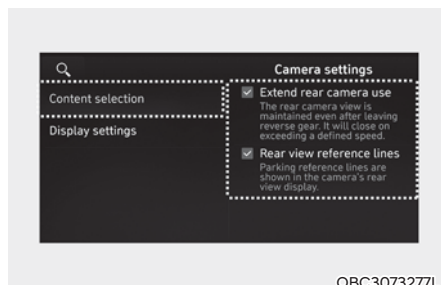 Camera settings
Content selection
Display settings
Extend rear camera use
The rear camera view is
maintained even after leaving
reverse gear. It will close on
exceeding a defined speed.
Rear view reference lines
Parking reference lines are
shown in the camera's rear
view display.
OBC3073277L